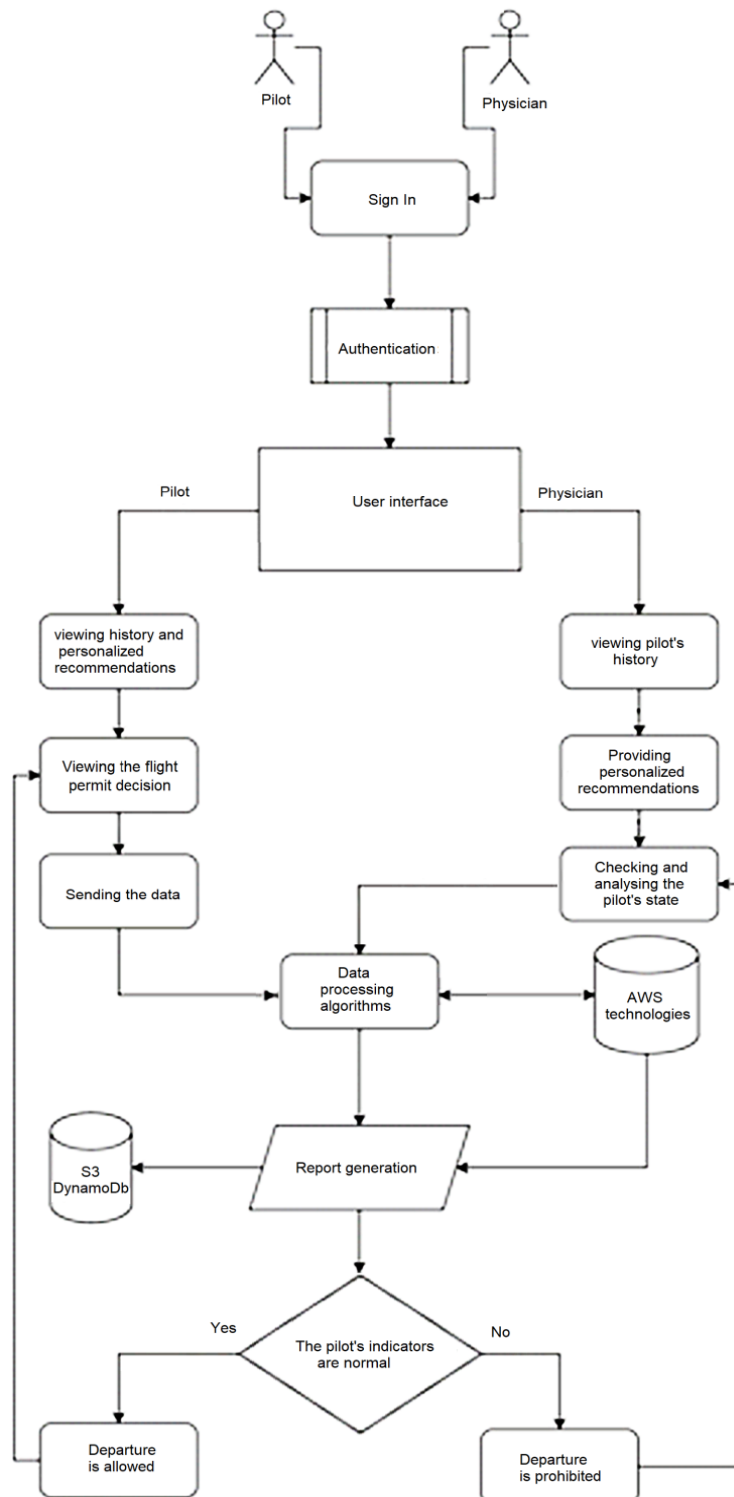 Pilot
Physician
Sign In
Authentication
User interface
Pilot
Physician
viewing history and
personalized
recommendations
viewing pilot's
history
Viewing the flight
permit decision
Providing
personalized
recommendations
Sending the data
Checking and
analysing the
pilot's state
Data
processing
algorithms
AWS
technologies
S3
DynamoDb
Report generation
Yes
No
The pilot's indicators
are normal
Departure
is allowed
Departure
is prohibited